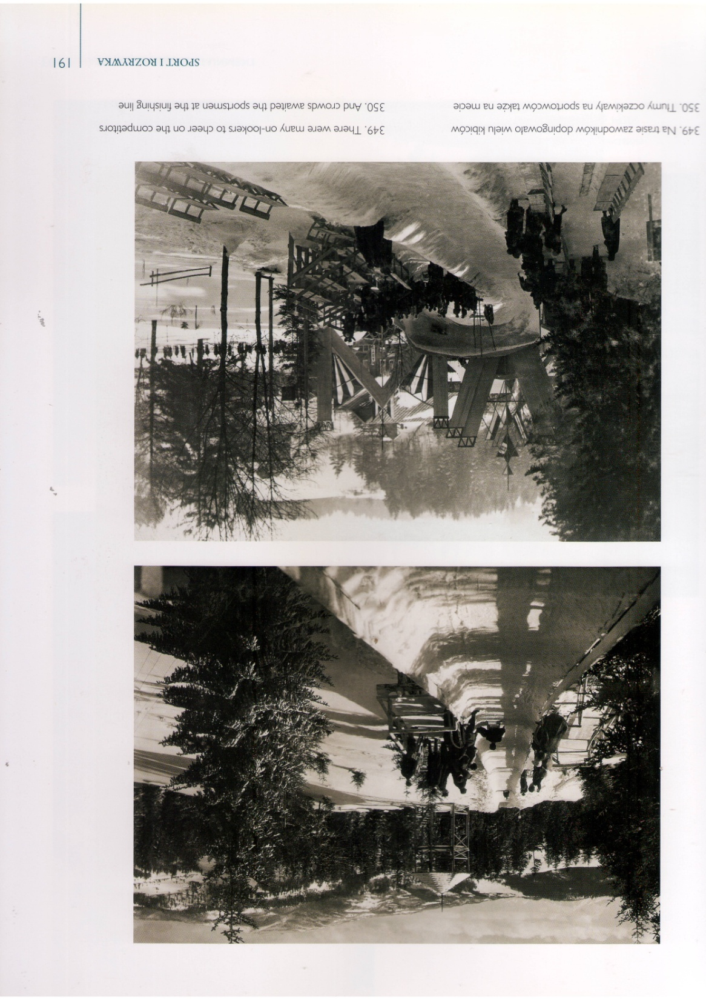 349. Na trasie zawodników dopingowało wielu kibiców
350. Tłumy oczekiwały na sportowców także na mecie
349. There were many on-lookers to cheer on the competitors
350. And crowds awaited the sportsmen at the at the finishing line
SPORT I ROZRYWKA
191